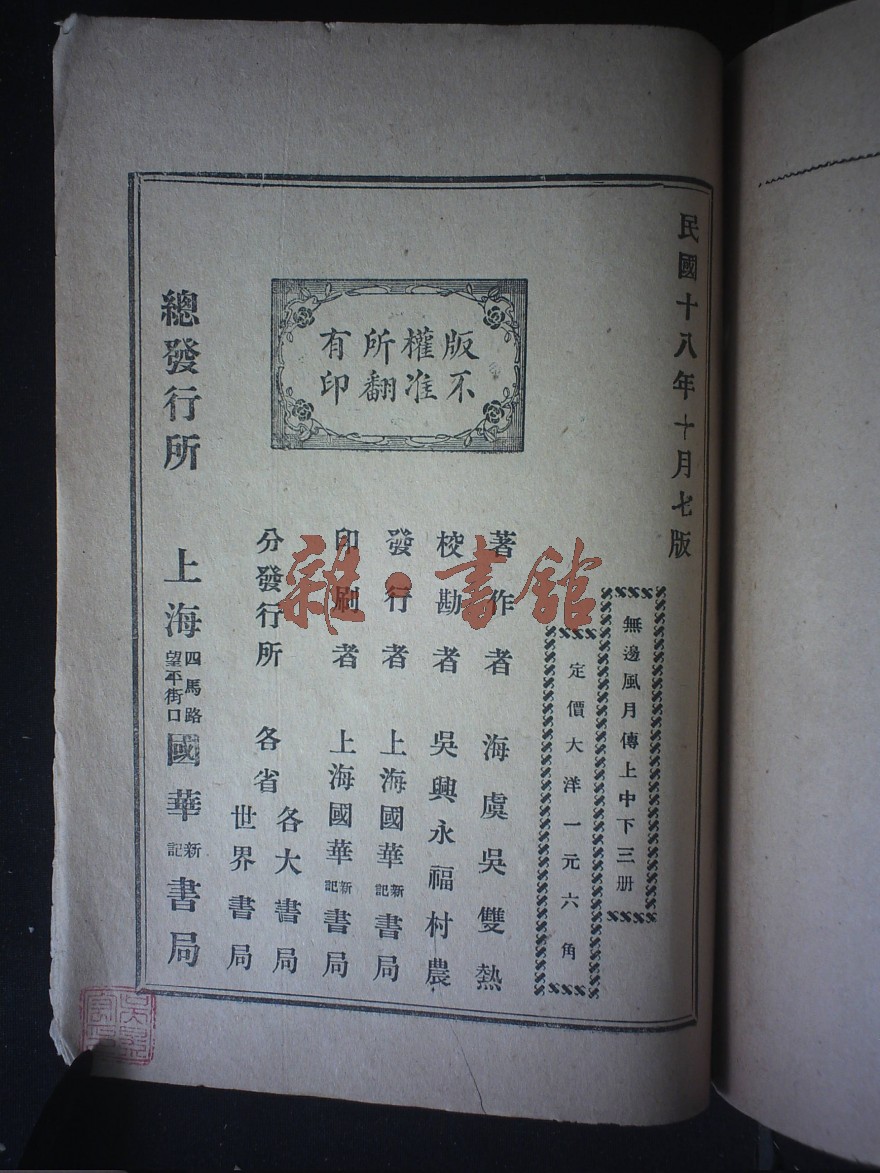 民國十八年十月七版
無邊風月傳上中下三册
定價大洋一元六角
版權所有
不准翻印
著作者 海虞吳雙熱
校勘者 吳興永福村農
發行者 上海國華新記書局
印刷者 上海國華新記書局
分發行所 各省 各大書局 世界書局
總發行所 上海四馬路望平街口國華新記書局
雜·書館